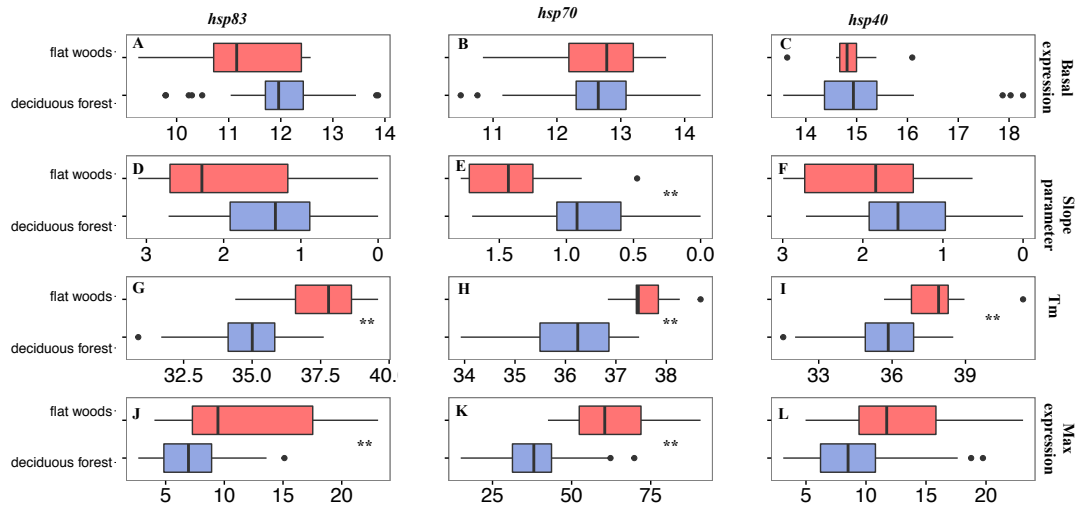 hsp83 hsp70 hsp40
A B C
flat woods
deciduous forest
Basal expression
10 11 12 13 14 11 12 13 14 14 15 16 17 18
D E F
flat woods
**
deciduous forest
Slope parameter
3 2 1 0 1.5 1.0 0.5 0.0 3 2 1 0
G H I
flat woods
** ** **
deciduous forest
Tm
32.5 35.0 37.5 40. 34 35 36 37 38 33 36 39
J K L
flat woods
** **
deciduous forest
Max expression
5 10 15 20 25 50 75 5 10 15 20